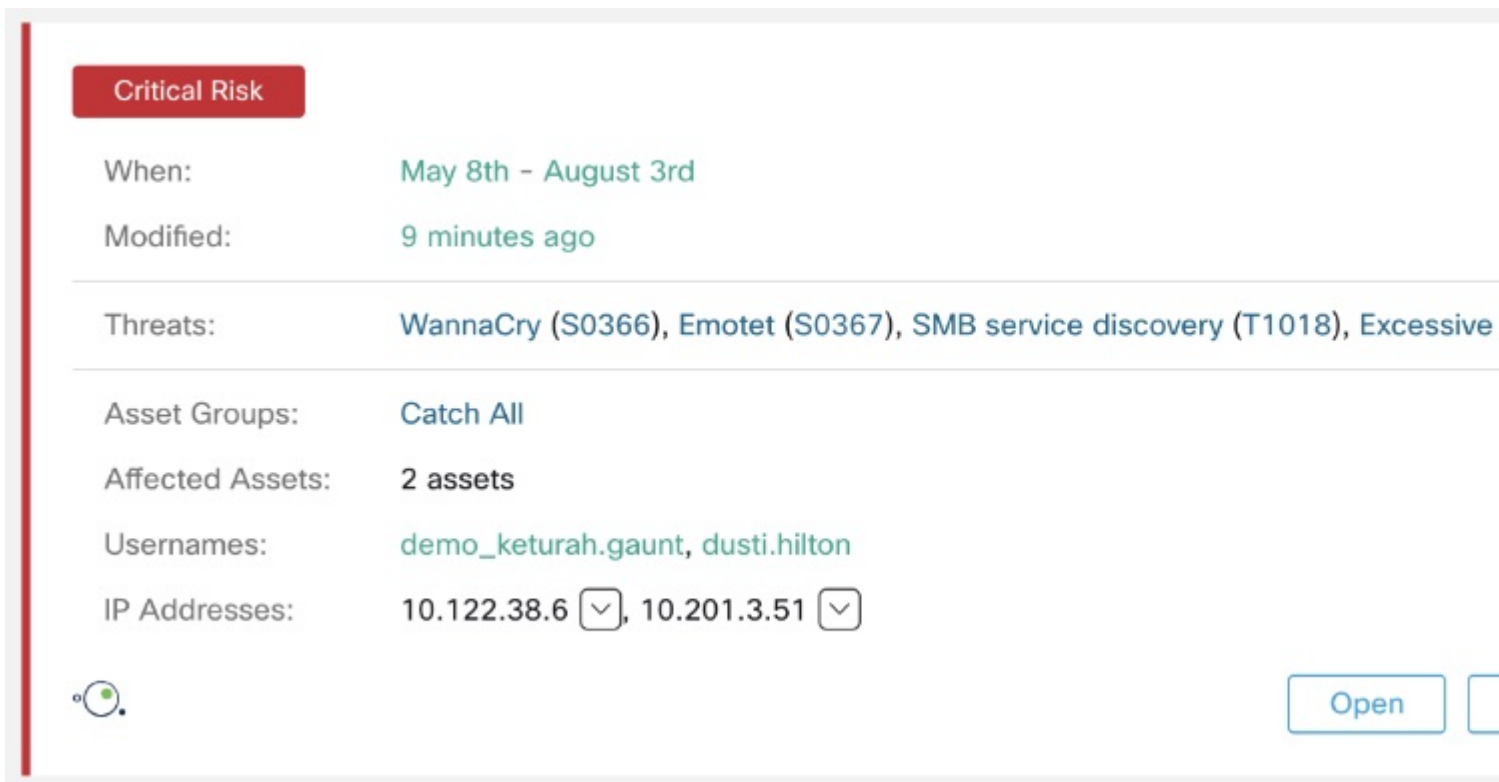 Critical Risk
When: May 8th - August 3rd
Modified: 9 minutes ago
Threats: WannaCry (S0366), Emotet (S0367), SMB service discovery (T1018), Excessive
Asset Groups: Catch All
Affected Assets: 2 assets
Usernames: demo_keturah.gaunt, dusti.hilton
IP Addresses: 10.122.38.6, 10.201.3.51
Open